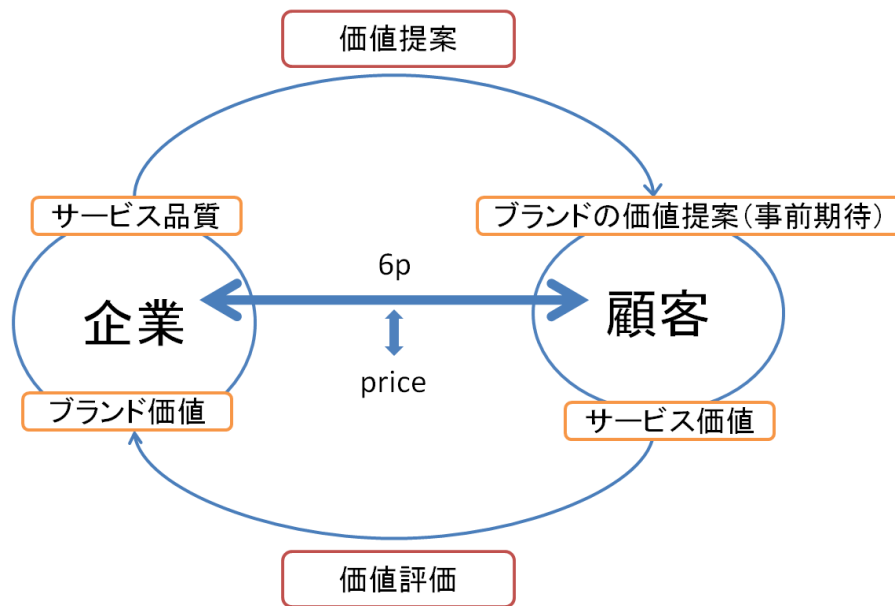 価値提案
サービス品質
ブランドの価値提案(事前期待)
6p
企業
顧客
price
ブランド価値
サービス価値
価値評価